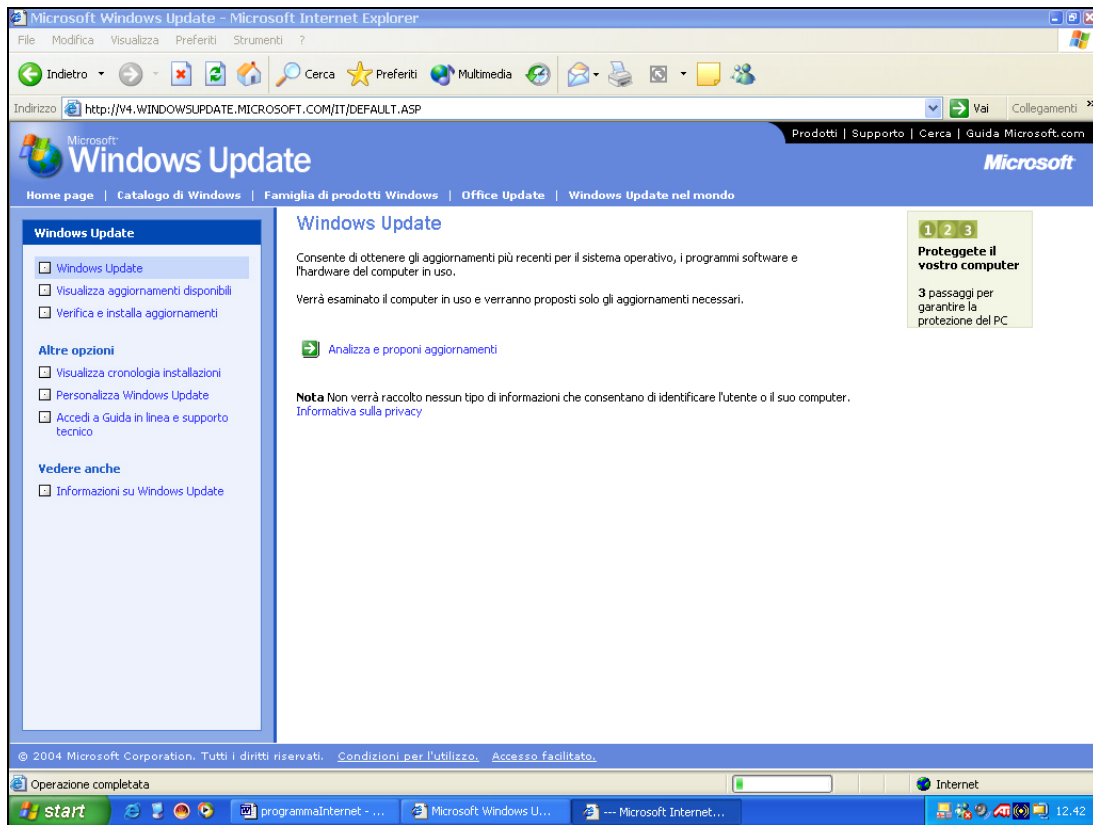 Microsoft Windows Update - Microsoft Internet Explorer
File Modifica Visualizza Preferiti Strumenti ?
Indietro Cerca Preferiti Multimedia
Indirizzo http://V4.WINDOWSUPDATE.MICROSOFT.COM/IT/DEFAULT.ASP Vai Collegamenti »
Prodotti | Supporto | Cerca | Guida Microsoft.com
Microsoft
Windows Update
Microsoft
Home page | Catalogo di Windows | Famiglia di prodotti Windows | Office Update | Windows Update nel mondo
Windows Update
Windows Update
Visualizza aggiornamenti disponibili
Verifica e installa aggiornamenti
Altre opzioni
Visualizza cronologia installazioni
Personalizza Windows Update
Accedi a Guida in linea e supporto
tecnico
Vedere anche
Informazioni su Windows Update
Windows Update
Consente di ottenere gli aggiornamenti più recenti per il sistema operativo, i programmi software e
l'hardware del computer in uso.
Verrà esaminato il computer in uso e verranno proposti solo gli aggiornamenti necessari.
Analizza e proponi aggiornamenti
Nota Non verrà raccolto nessun tipo di informazioni che consentano di identificare l'utente o il suo computer.
Informativa sulla privacy
1 2 3
Proteggete il
vostro computer
3 passaggi per
garantire la
protezione del PC
© 2004 Microsoft Corporation. Tutti i diritti riservati. Condizioni per l'utilizzo. Accesso facilitato.
Operazione completata Internet
start programmaInternet - ... Microsoft Windows U... --- Microsoft Internet... ATI 12.42